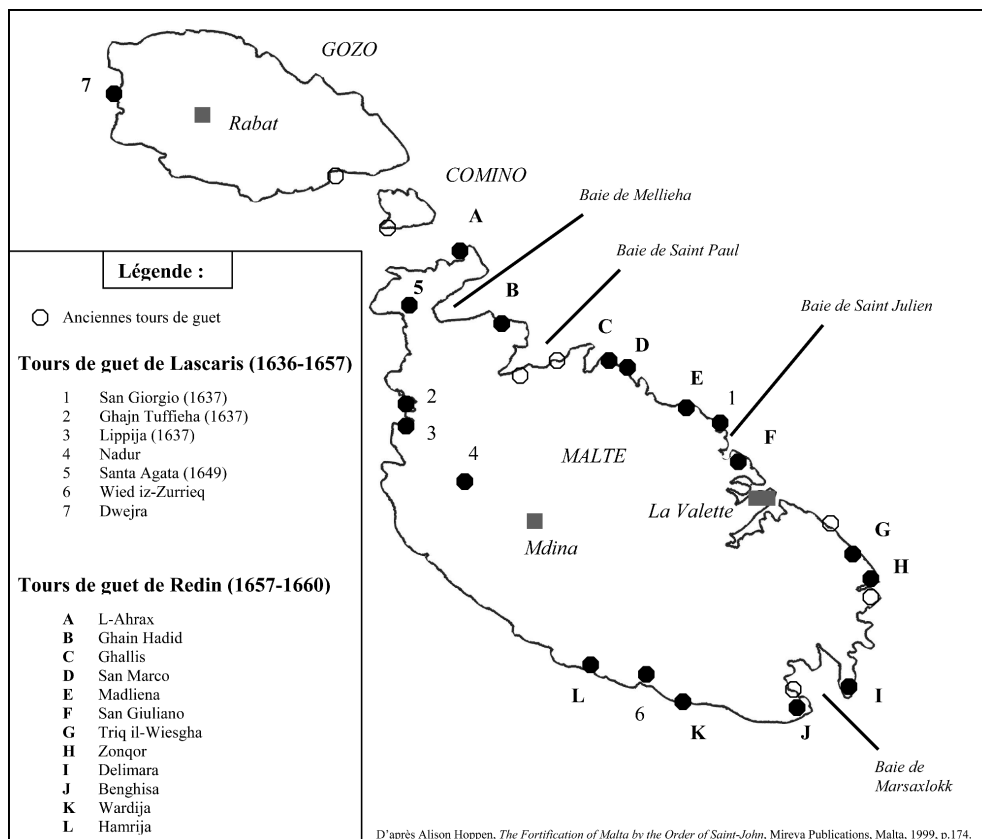 GOZO
7
Rabat
COMINO
Baie de Mellieha
A
Baie de Saint Paul
Légende :
5
B
Baie de Saint Julien
Anciennes tours de guet
C
D
Tours de guet de Lascaris (1636-1657)
E
1
1 San Giorgio (1637)
2 Ghajn Tuffieha (1637)
3 Lippija (1637)
4 Nadur
5 Santa Agata (1649)
6 Wied iz-Zurrieq
7 Dwejra
2
3
F
4
MALTE
La Valette
Mdina
G
H
Tours de guet de Redin (1657-1660)
A L-Ahrax
B Ghain Hadid
C Ghallis
D San Marco
E Madliena
F San Giuliano
G Triq il-Wiesgha
H Zonqor
I Delimara
J Benghisa
K Wardija
L Hamrija
L
6
K
J
I
Baie de
Marsaxlokk
D'après Alison Hoppen, The Fortification of Malta by the Order of Saint-John, Mireva Publications, Malta, 1999, p.174.